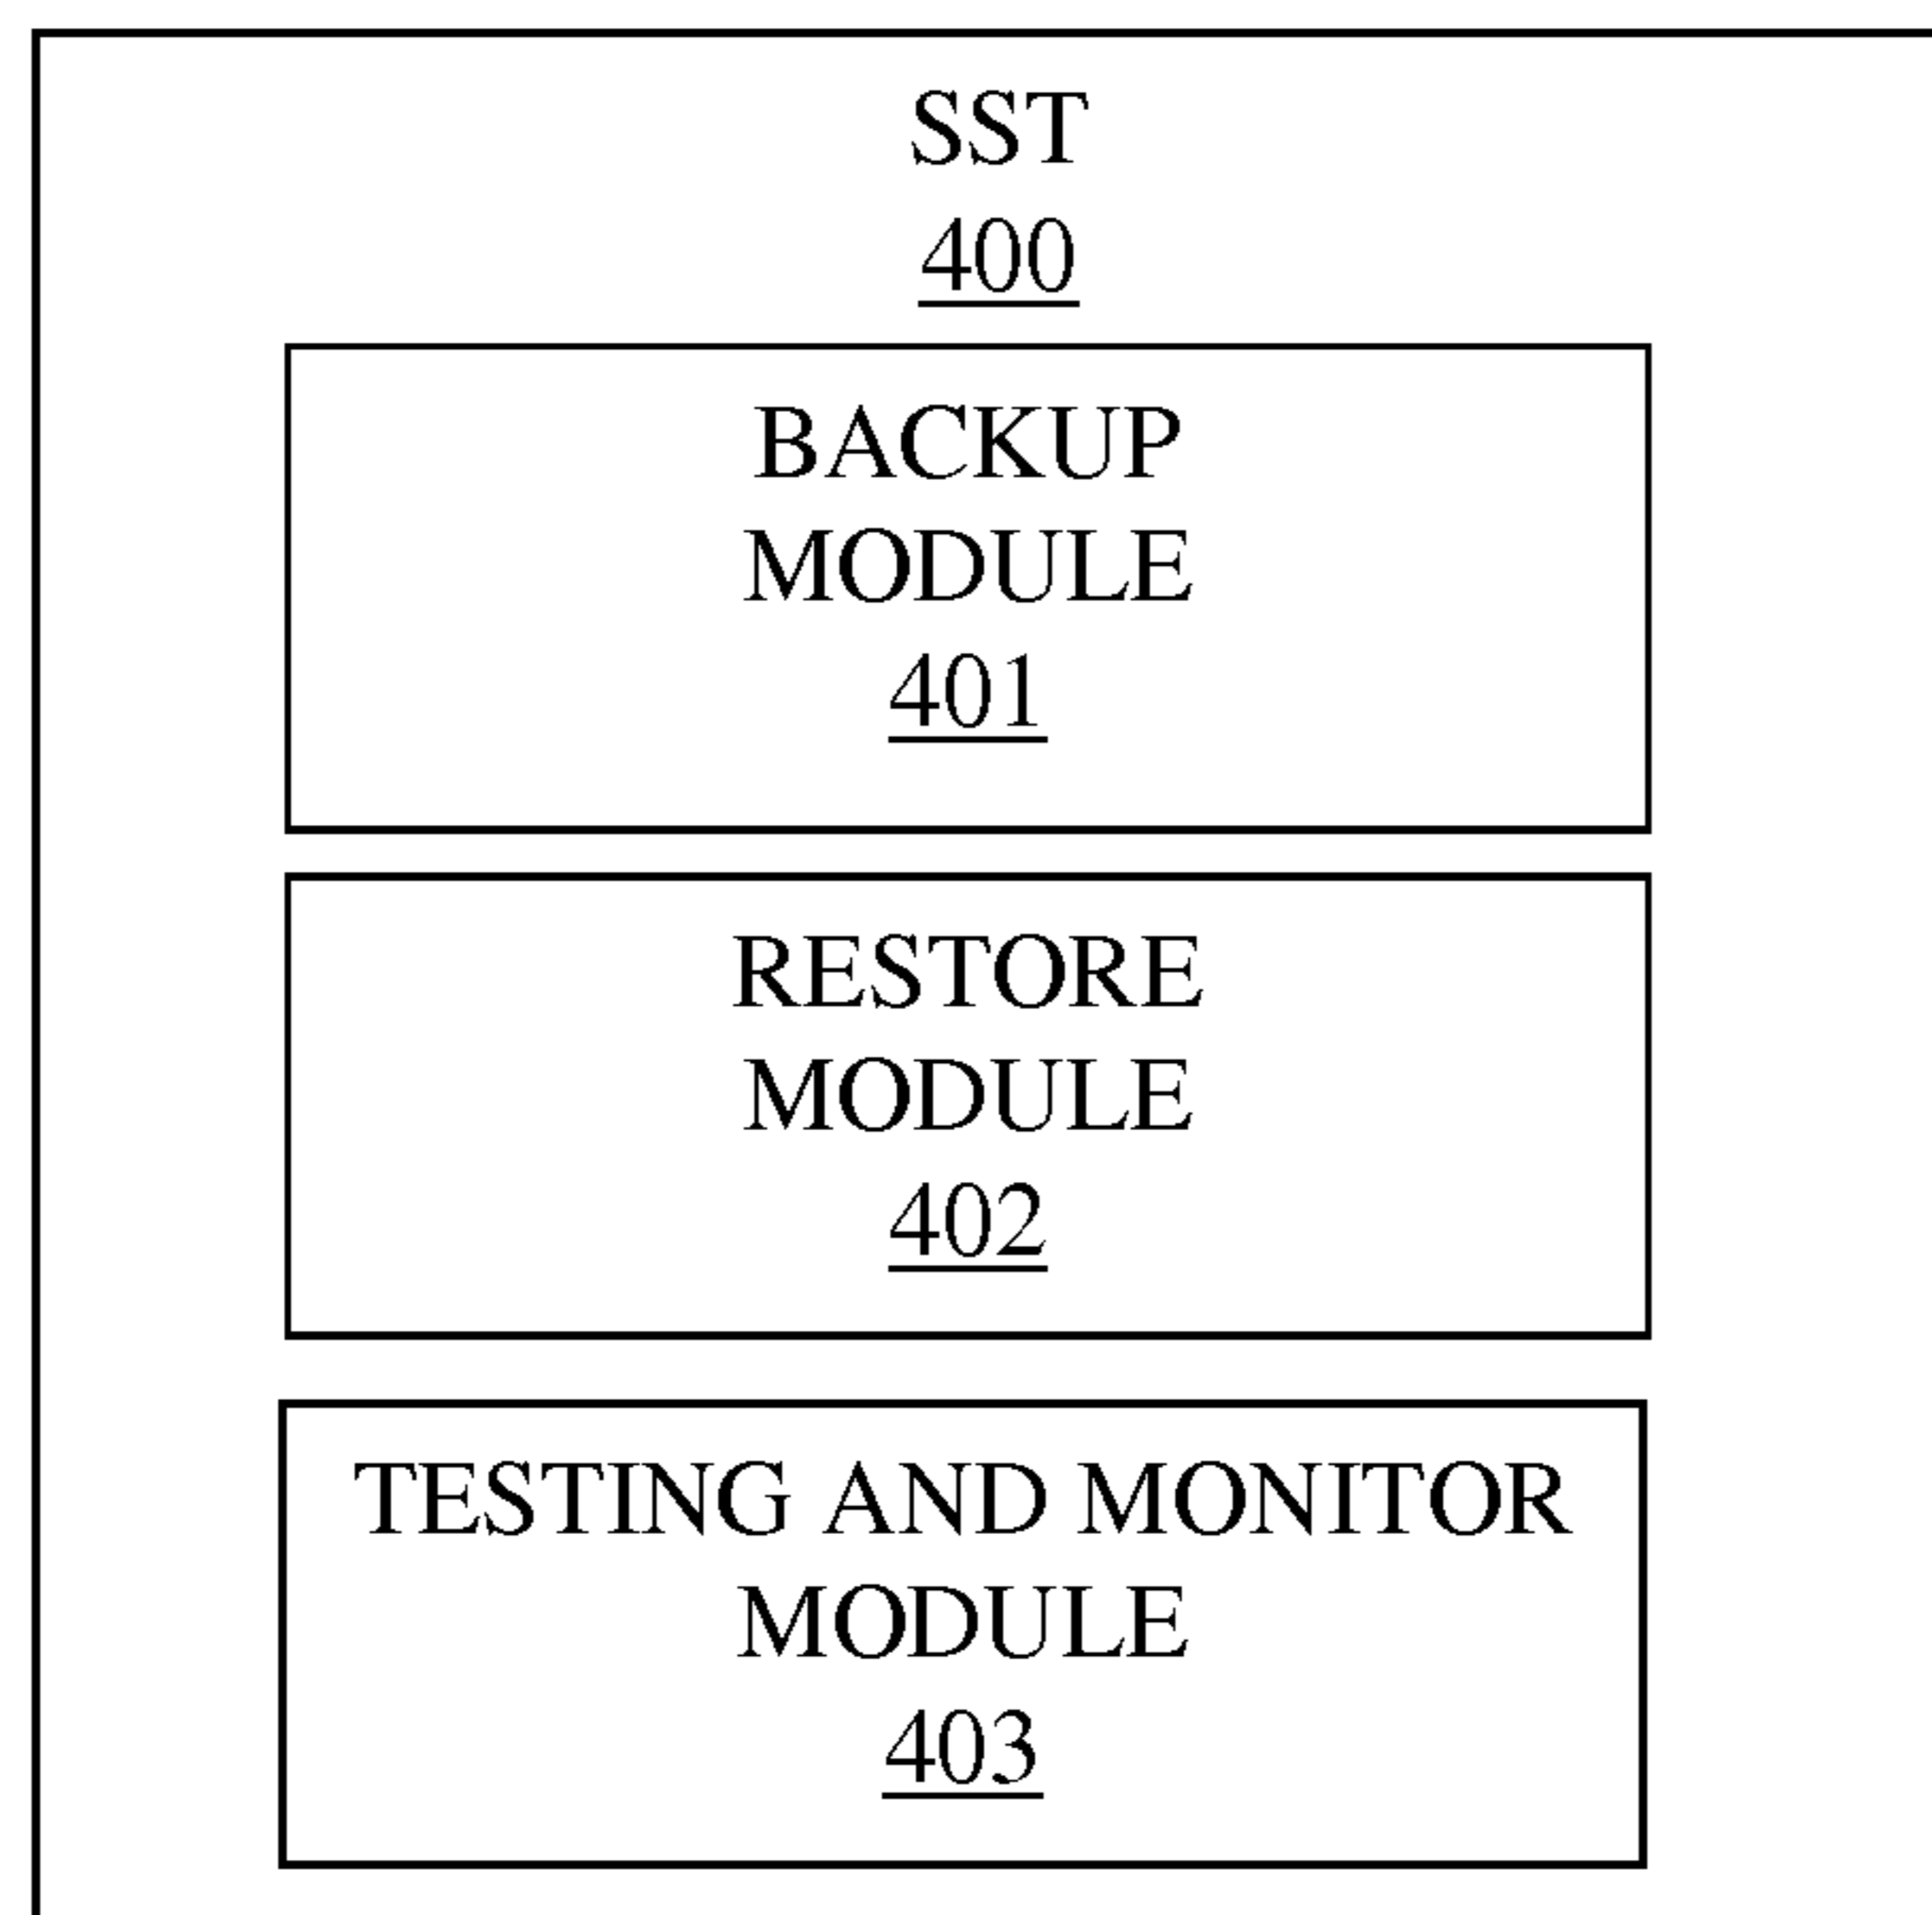 SST
400
BACKUP
MODULE
401
RESTORE
MODULE
402
TESTING AND MONITOR
MODULE
403